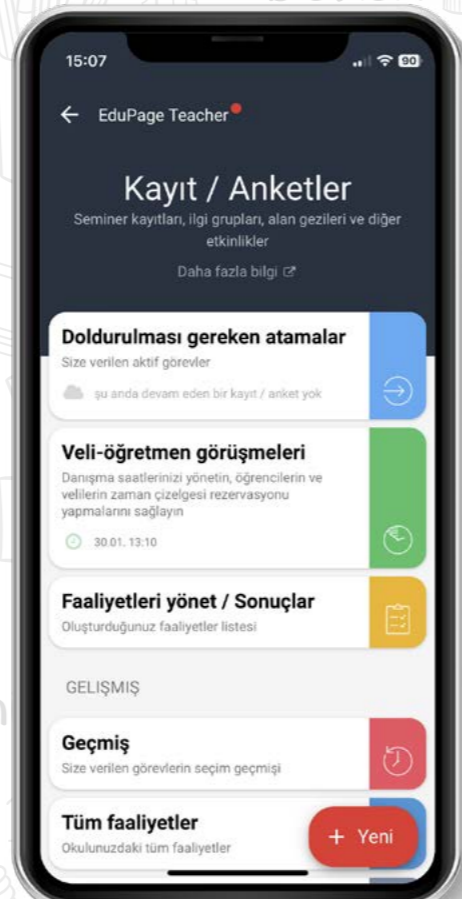 15:07
90
EduPage Teacher
Kayıt / Anketler
Seminer kayıtları, ilgi grupları, alan gezileri ve diğer
etkinlikler
Daha fazla bilgi
Doldurulması gereken atamalar
Size verilen aktif görevler
şu anda devam eden bir kayıt / anket yok
Veli-öğretmen görüşmeleri
Danışma saatlerinizi yönetin, öğrencilerin ve
velilerin zaman çizelgesi rezervasyonu
yapmalarını sağlayın
30.01. 13:10
Faaliyetleri yönet / Sonuçlar
Oluşturduğunuz faaliyetler listesi
GELIŞMIŞ
Geçmiş
Size verilen görevlerin seçim geçmişi
Tüm faaliyetler
Okulunuzdaki tüm faaliyetler
+ Yeni